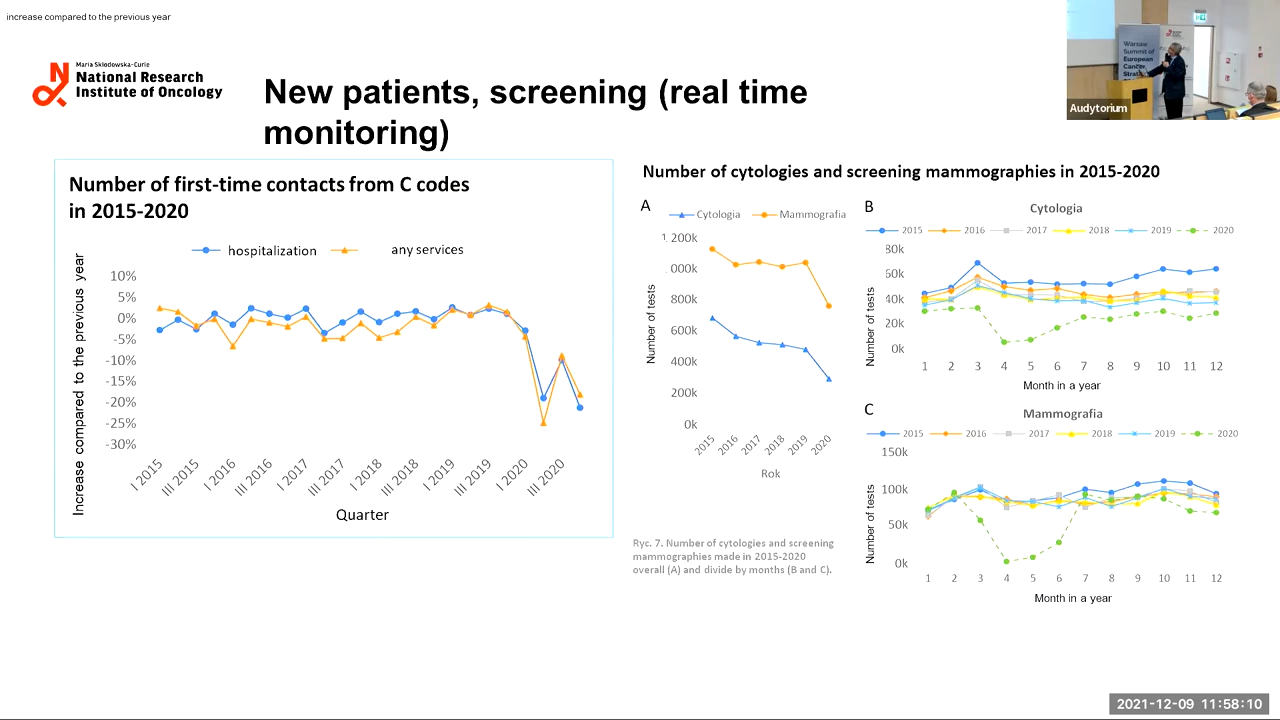 increase compared to the previous year
Maria Skłodowska-Curie
National Research
Institute of Oncology
New patients, screening (real time
monitoring)
Warsaw
Summit of
European
Cancer
Audytorium
Number of first-time contacts from C codes
in 2015-2020
hospitalization
any services
Increase compared to the previous year
10%
5%
0%
-5%
-10%
-15%
-20%
-25%
-30%
I 2015
III 2015
I 2016
III 2016
I 2017
III 2017
I 2018
III 2018
I 2019
III 2019
I 2020
III 2020
Quarter
Number of cytologies and screening mammographies in 2015-2020
A
Cytologia
Mammografia
Number of tests
1 200k
000k
800k
600k
400k
200k
0k
2015
2016
2017
2018
2019
2020
Rok
Ryc. 7. Number of cytologies and screening
mammographies made in 2015-2020
overall (A) and divide by months (B and C).
B
Cytologia
2015 2016 2017 2018 2019 2020
Number of tests
80k
60k
40k
20k
0k
1 2 3 4 5 6 7 8 9 10 11 12
Month in a year
C
Mammografia
2015 2016 2017 2018 2019 2020
Number of tests
150k
100k
50k
0k
1 2 3 4 5 6 7 8 9 10 11 12
Month in a year
2021-12-09 11:58:10